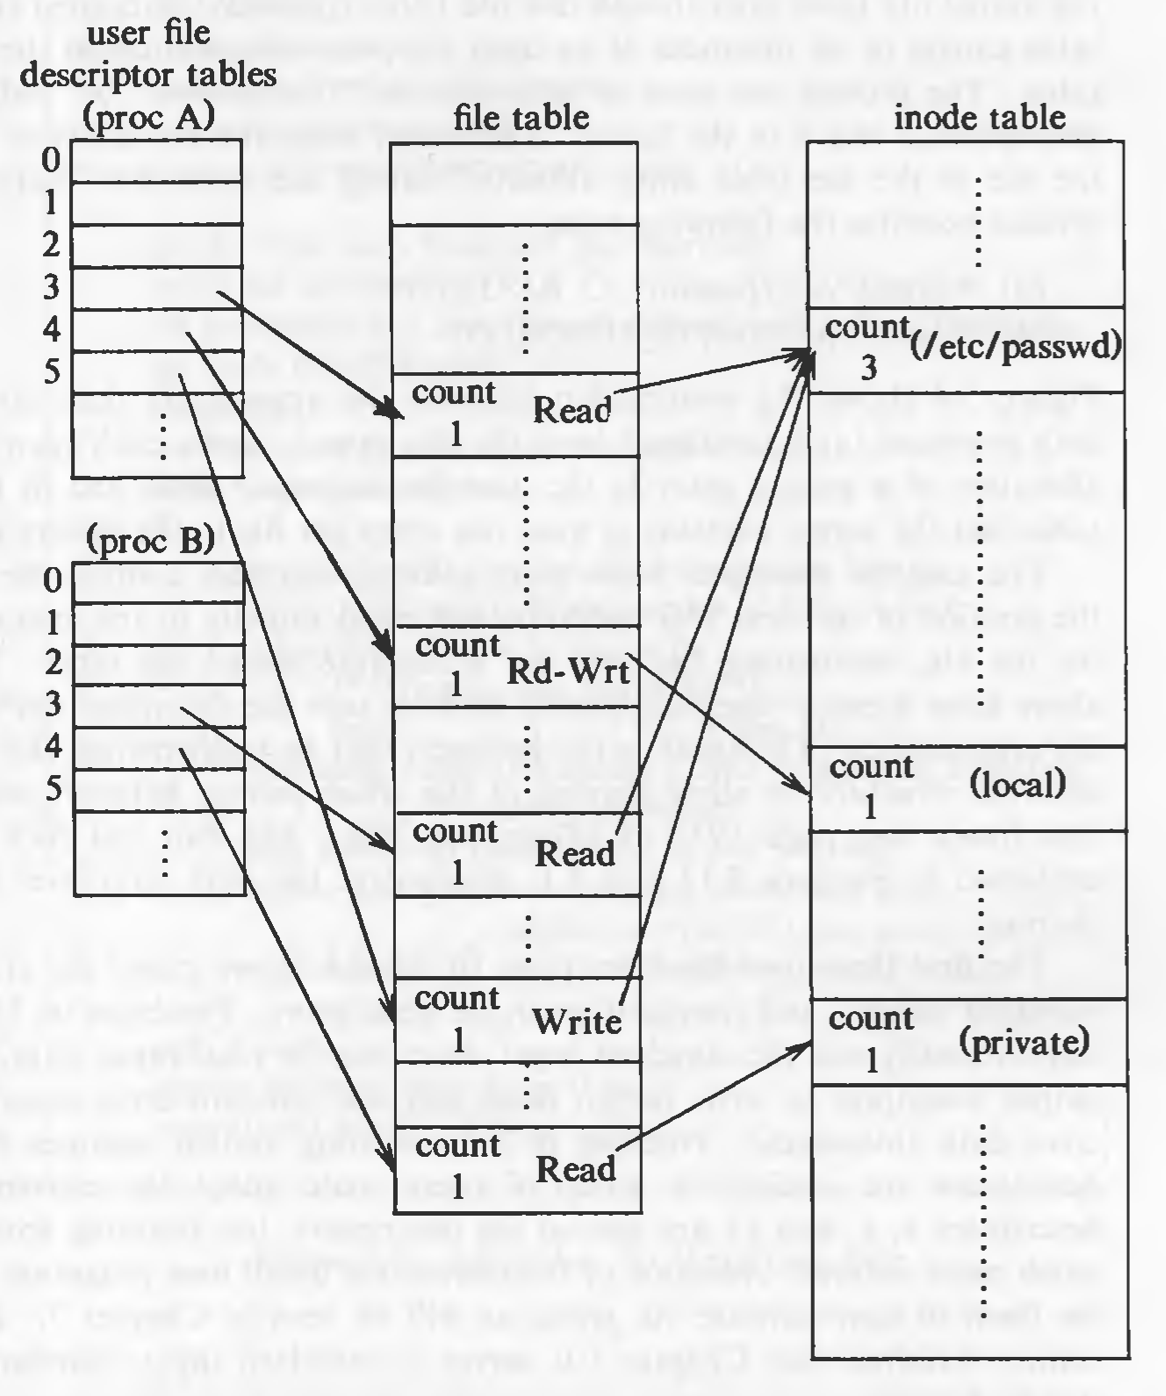 user file
descriptor tables
(proc A)
file table
inode table
0
1
2
3
4
5
count
1
Read
count
3
(/etc/passwd)
(proc B)
0
1
2
3
4
5
count
1
Rd-Wrt
count
1
(local)
count
1
Read
count
1
Write
count
1
(private)
count
1
Read